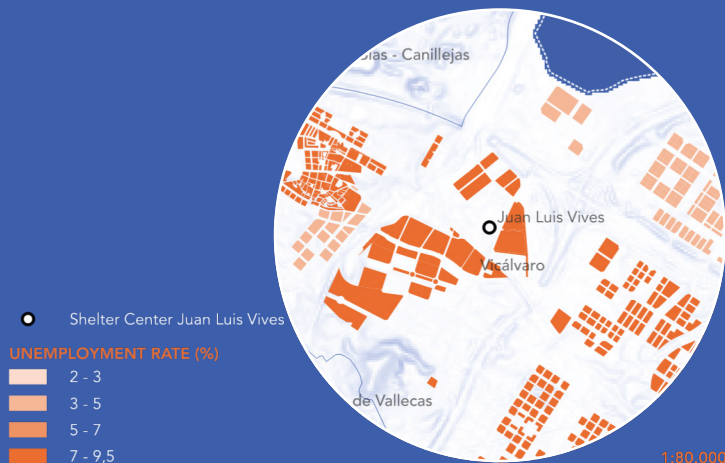 Blas - Canillejas
Juan Luis Vives
Vicálvaro
de Vallecas
Shelter Center Juan Luis Vives
UNEMPLOYMENT RATE (%)
2 - 3
3 - 5
5 - 7
7 - 9,5
1:80.000